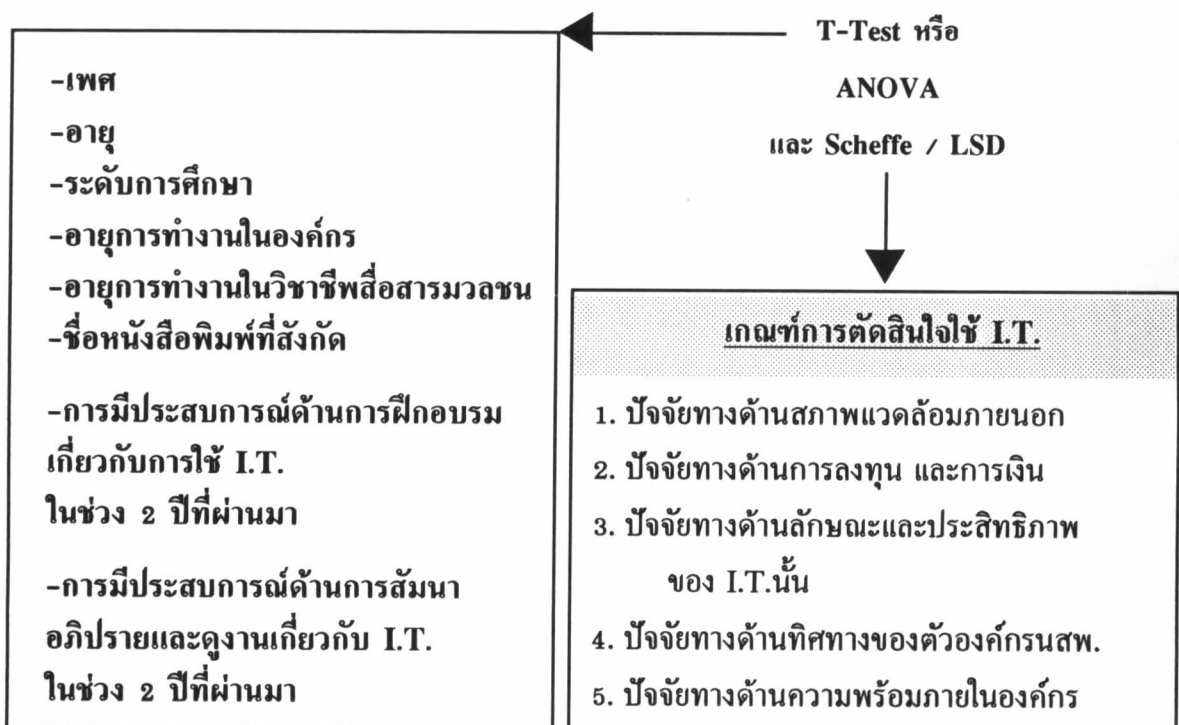 T-Test หรือ
ANOVA
และ Scheffe / LSD
-เพศ
-อายุ
-ระดับการศึกษา
-อายุการทำงานในองค์กร
-อายุการทำงานในวิชาชีพสื่อสารมวลชน
-ชื่อหนังสือพิมพ์ที่สังกัด
-การมีประสบการณ์ด้านการฝึกอบรม
เกี่ยวกับการใช้ I.T.
ในช่วง 2 ปีที่ผ่านมา
-การมีประสบการณ์ด้านการสัมนา
อภิปรายและดูงานเกี่ยวกับ I.T.
ในช่วง 2 ปีที่ผ่านมา
เกณฑ์การตัดสินใจใช้ I.T.
1. ปัจจัยทางด้านสภาพแวดล้อมภายนอก
2. ปัจจัยทางด้านการลงทุน และการเงิน
3. ปัจจัยทางด้านลักษณะและประสิทธิภาพ
ของ I.T.นั้น
4. ปัจจัยทางด้านทิศทางของตัวองค์กรนสพ.
5. ปัจจัยทางด้านความพร้อมภายในองค์กร